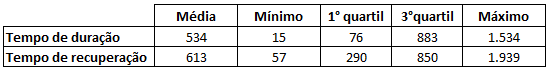 Média Mínimo 1° quartil 3°quartil Máximo
Tempo de duração 534 15 76 883 1.534
Tempo de recuperação 613 57 290 850 1.939